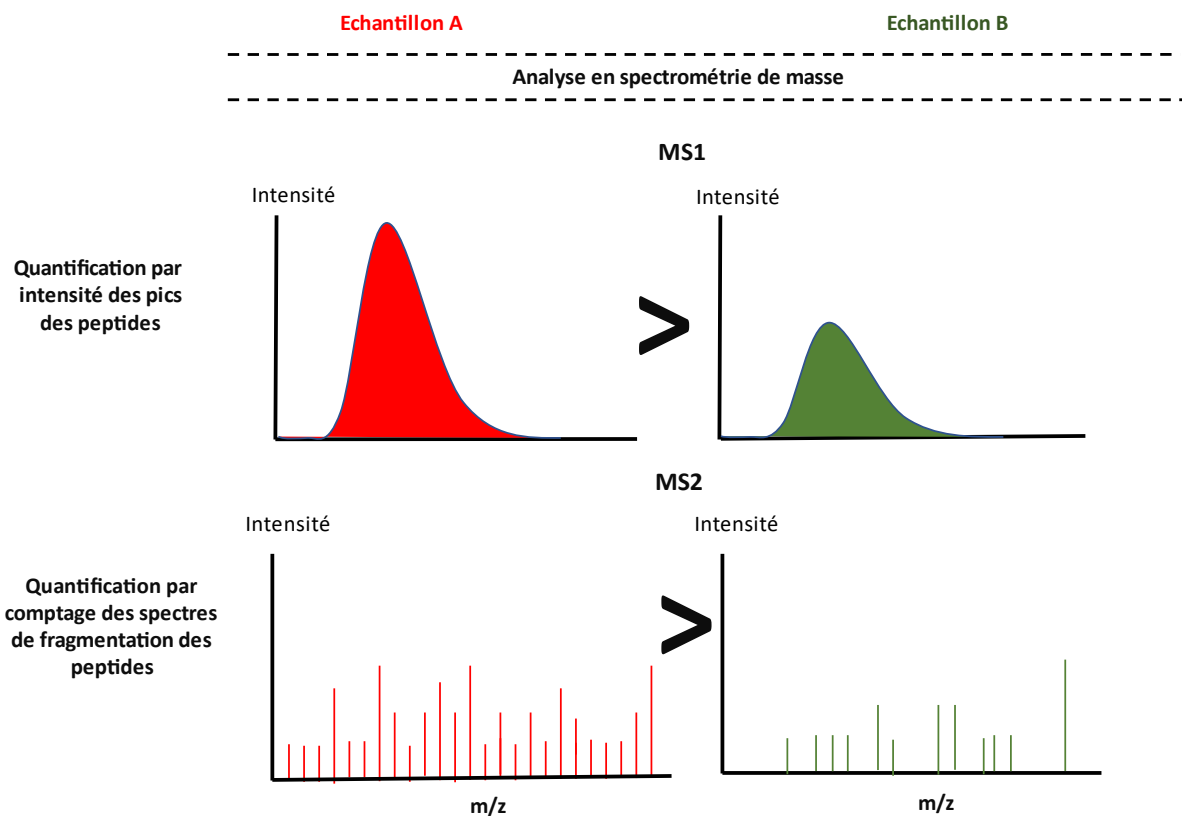 Echantillon A
Echantillon B
Analyse en spectrométrie de masse
MS1
Intensité
Intensité
Quantification par
intensité des pics
des peptides
>
MS2
Intensité
Intensité
Quantification par
comptage des spectres
de fragmentation des
peptides
>
m/z
m/z